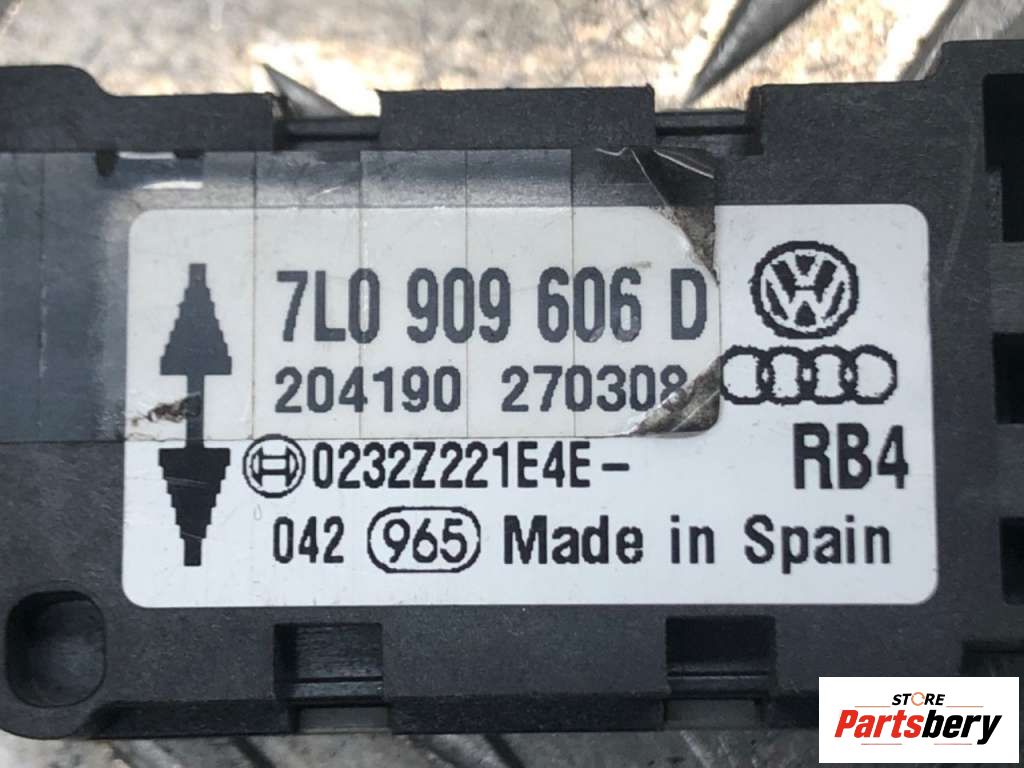 7L0 909 606 D
204190 270308
0232Z221E4E-
RB4
042 965 Made in Spain
STORE
Partsbery